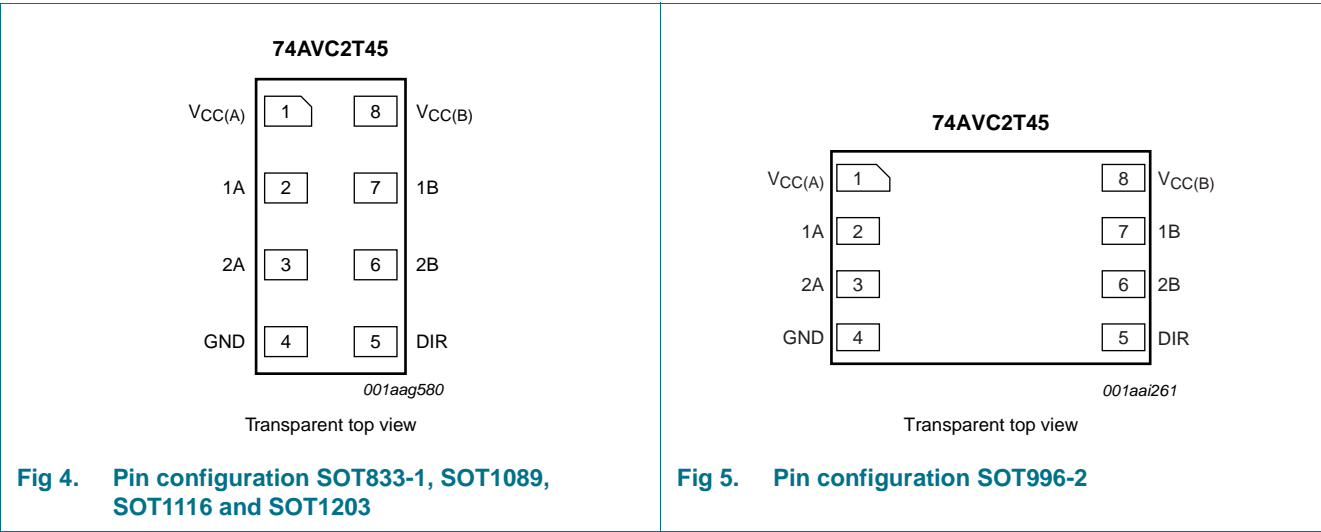 74AVC2T45
VCC(A) 1 8 VCC(B)
1A 2 7 1B
2A 3 6 2B
GND 4 5 DIR
001aag580
Transparent top view
Fig 4. Pin configuration SOT833-1, SOT1089,
SOT1116 and SOT1203
74AVC2T45
VCC(A) 1 8 VCC(B)
1A 2 7 1B
2A 3 6 2B
GND 4 5 DIR
001aai261
Transparent top view
Fig 5. Pin configuration SOT996-2